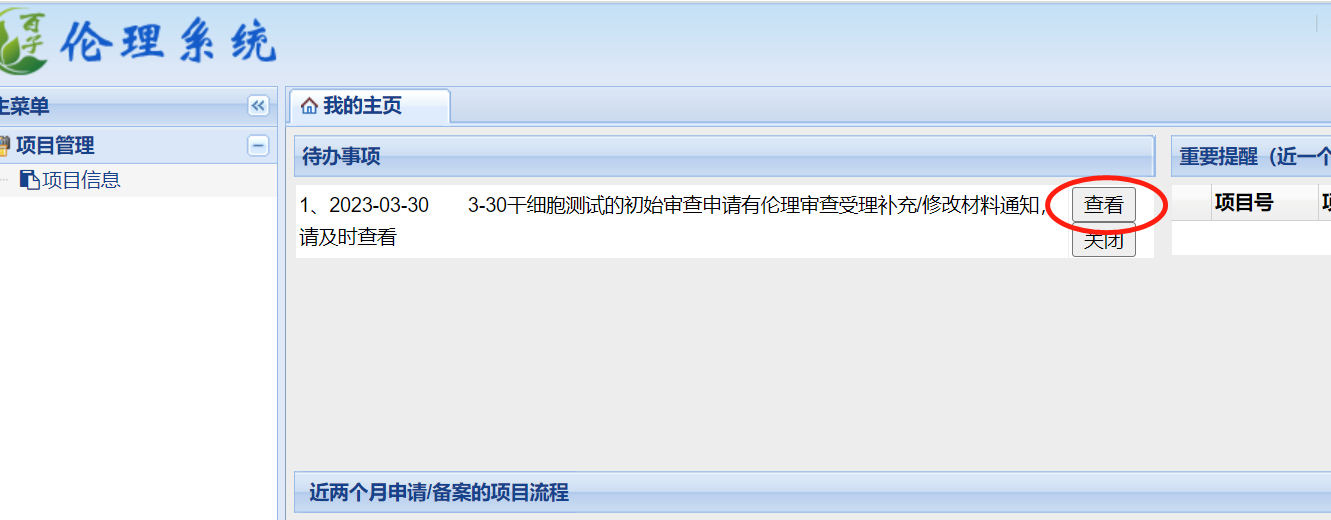 百子
伦理系统
主菜单
我的主页
项目管理
项目信息
待办事项
1、2023-03-30 3-30干细胞测试的初始审查申请有伦理审查受理补充/修改材料通知，
请及时查看
查看
关闭
重要提醒（近一个
项目号
近两个月申请/备案的项目流程